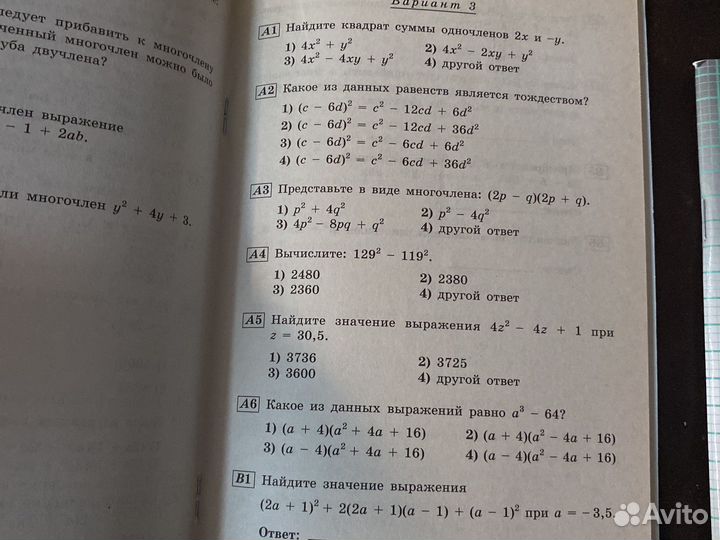 ледует прибавить к многочлену
ченный многочлен можно было
уба двучлена?
член выражение
– 1 + 2ab.
ли многочлен y² + 4y + 3.
Вариант 3
А1 Найдите квадрат суммы одночленов 2x и –y.
1) 4x² + y² 2) 4x² – 2xy + y²
3) 4x² – 4xy + y² 4) другой ответ
А2 Какое из данных равенств является тождеством?
1) (c – 6d)² = c² – 12cd + 6d²
2) (c – 6d)² = c² – 12cd + 36d²
3) (c – 6d)² = c² – 6cd + 6d²
4) (c – 6d)² = c² – 6cd + 36d²
А3 Представьте в виде многочлена: (2p – q)(2p + q).
1) p² + 4q² 2) p² – 4q²
3) 4p² – 8pq + q² 4) другой ответ
А4 Вычислите: 129² – 119².
1) 2480 2) 2380
3) 2360 4) другой ответ
А5 Найдите значение выражения 4z² – 4z + 1 при
z = 30,5.
1) 3736 2) 3725
3) 3600 4) другой ответ
А6 Какое из данных выражений равно a³ – 64?
1) (a + 4)(a² + 4a + 16) 2) (a + 4)(a² – 4a + 16)
3) (a – 4)(a² + 4a + 16) 4) (a – 4)(a² – 4a + 16)
В1 Найдите значение выражения
(2a + 1)² + 2(2a + 1)(a – 1) + (a – 1)² при a = –3,5.
Ответ:
Avito